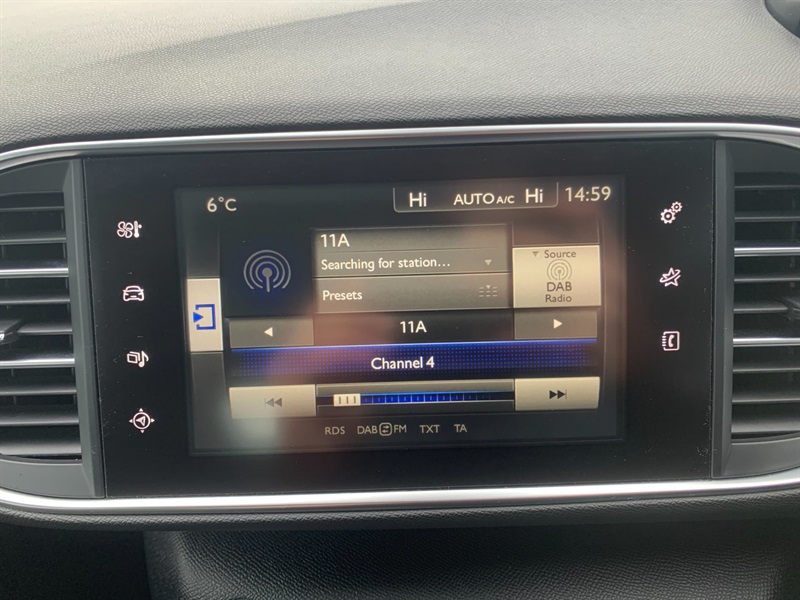 6°C Hi AUTO A/C Hi 14:59
11A
Searching for station...
Presets
Source
DAB
Radio
11A
Channel 4
RDS DAB FM TXT TA